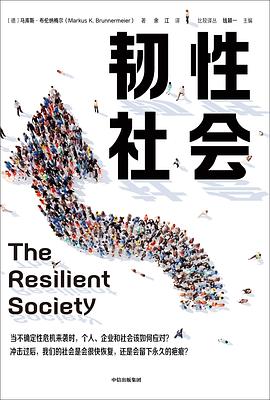 [德]马库斯·布伦纳梅尔(Markus K. Brunnermeier) 著 余 江 译 比较译丛 钱颖一 主编
韧性
社会
The
Resilient
Society
当不确定性危机来袭时,个人、企业和社会该如何应对?
冲击过后,我们的社会是会很快恢复,还是会留下永久的疤痕?
中信出版集团